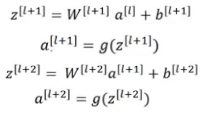 z^[l+1] = W^[l+1] a^[l] + b^[l+1]
a^[l+1] = g(z^[l+1])
z^[l+2] = W^[l+2] a^[l+1] + b^[l+2]
a^[l+2] = g(z^[l+2])